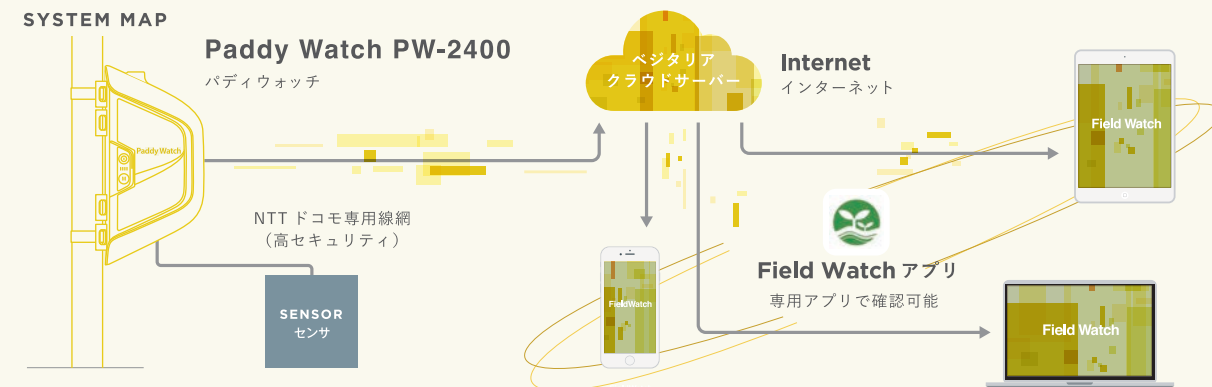 SYSTEM MAP
Paddy Watch PW-2400
パディウォッチ
Paddy Watch
NTTドコモ専用線網
（高セキュリティ）
SENSOR
センサ
ベジタリア
クラウドサーバー
Internet
インターネット
Field Watch
FieldWatch
Field Watch アプリ
専用アプリで確認可能
Field Watch